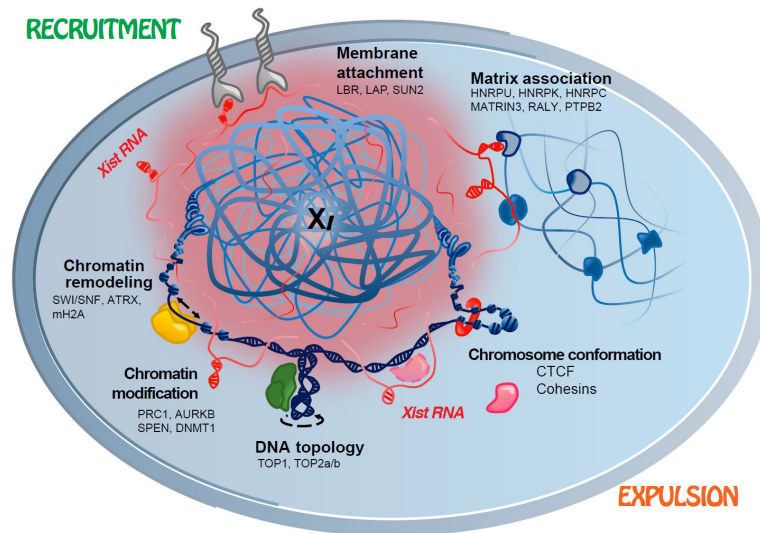 RECRUITMENT
Membrane
attachment
LBR, LAP, SUN2
Matrix association
HNRPU, HNRPK, HNRPC
MATRIN3, RALY, PTPB2
Xist RNA
XI
Chromatin
remodeling
SWI/SNF, ATRX,
mH2A
Chromatin
modification
PRC1, AURKB
SPEN, DNMT1
DNA topology
TOP1, TOP2a/b
Xist RNA
Chromosome conformation
CTCF
Cohesins
EXPULSION